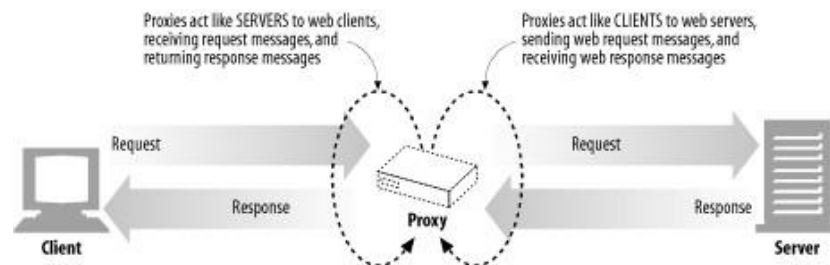 Proxies act like SERVERS to web clients,
receiving request messages, and
returning response messages
Proxies act like CLIENTS to web servers,
sending web request messages, and
receiving web response messages
Request
Request
Response
Response
Proxy
Client
Server